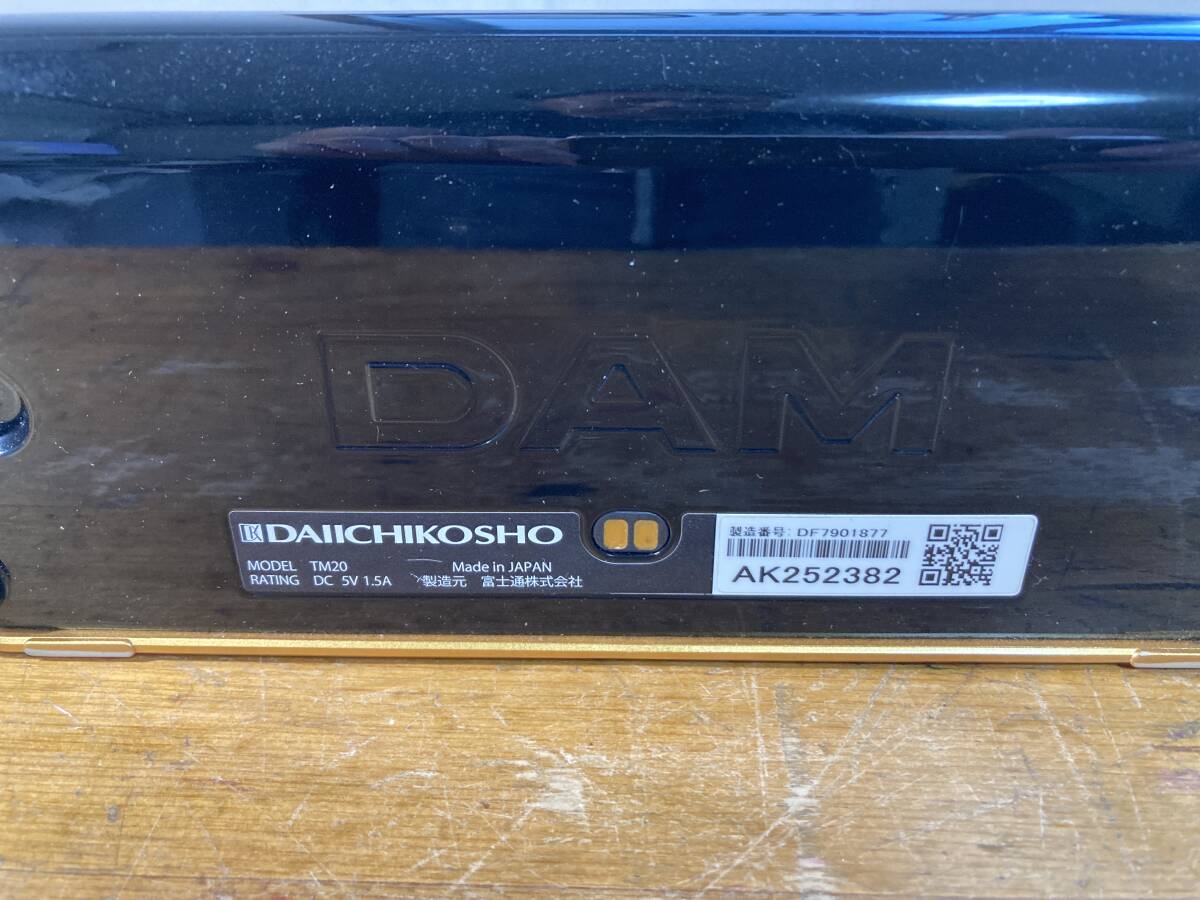 DAM
DAIICHIKOSHO
MODEL TM20 Made in JAPAN
RATING DC 5V 1.5A 製造元 富士通株式会社
製造番号: DF7901877
AK252382